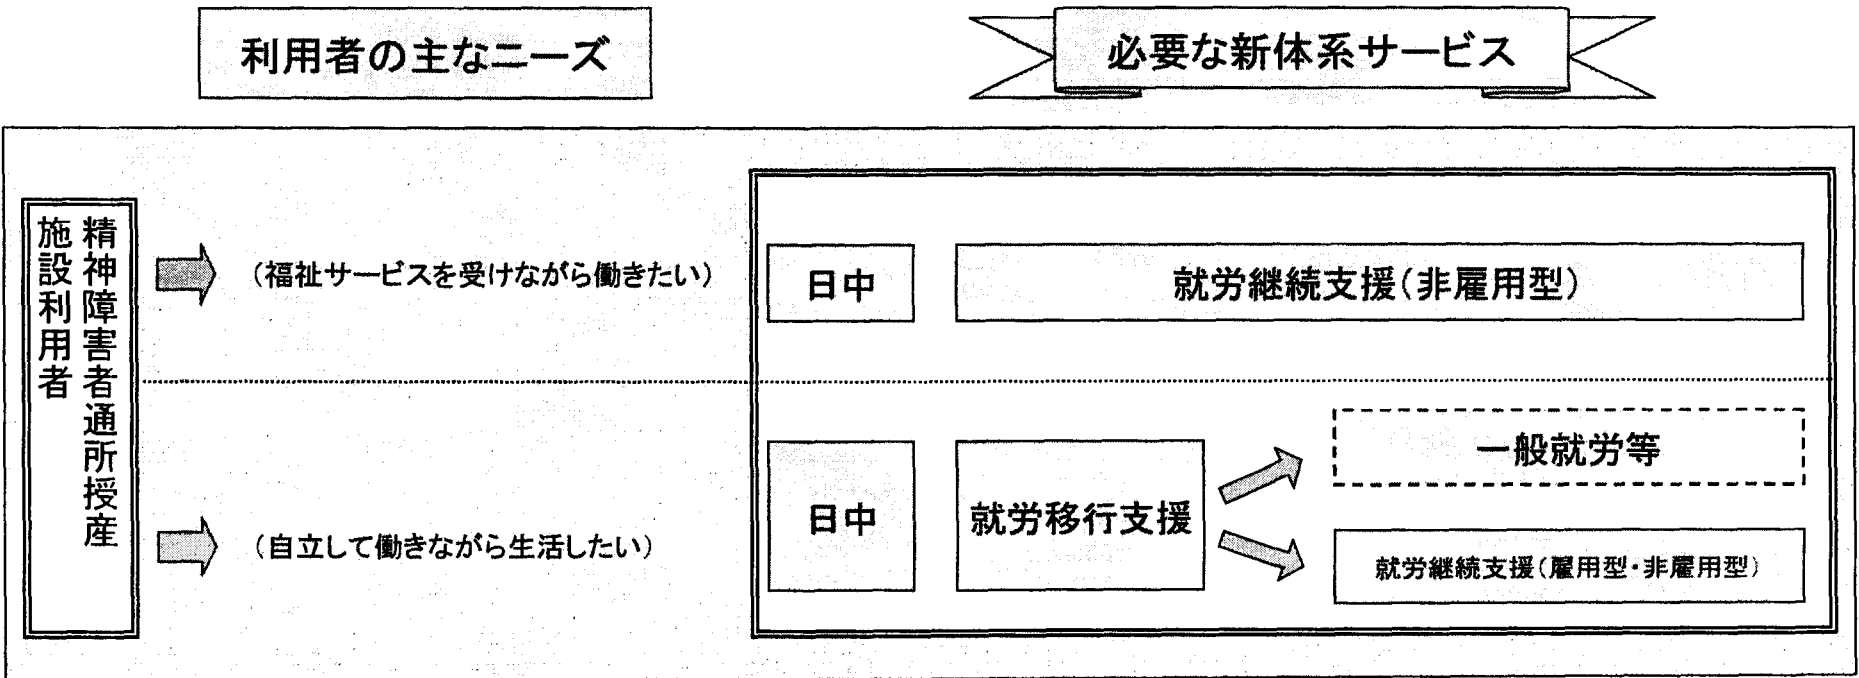 利用者の主なニーズ
必要な新体系サービス
精神障害者通所授産
施設利用者
（福祉サービスを受けながら働きたい）
日中
就労継続支援（非雇用型）
（自立して働きながら生活したい）
日中
就労移行支援
一般就労等
就労継続支援（雇用型・非雇用型）